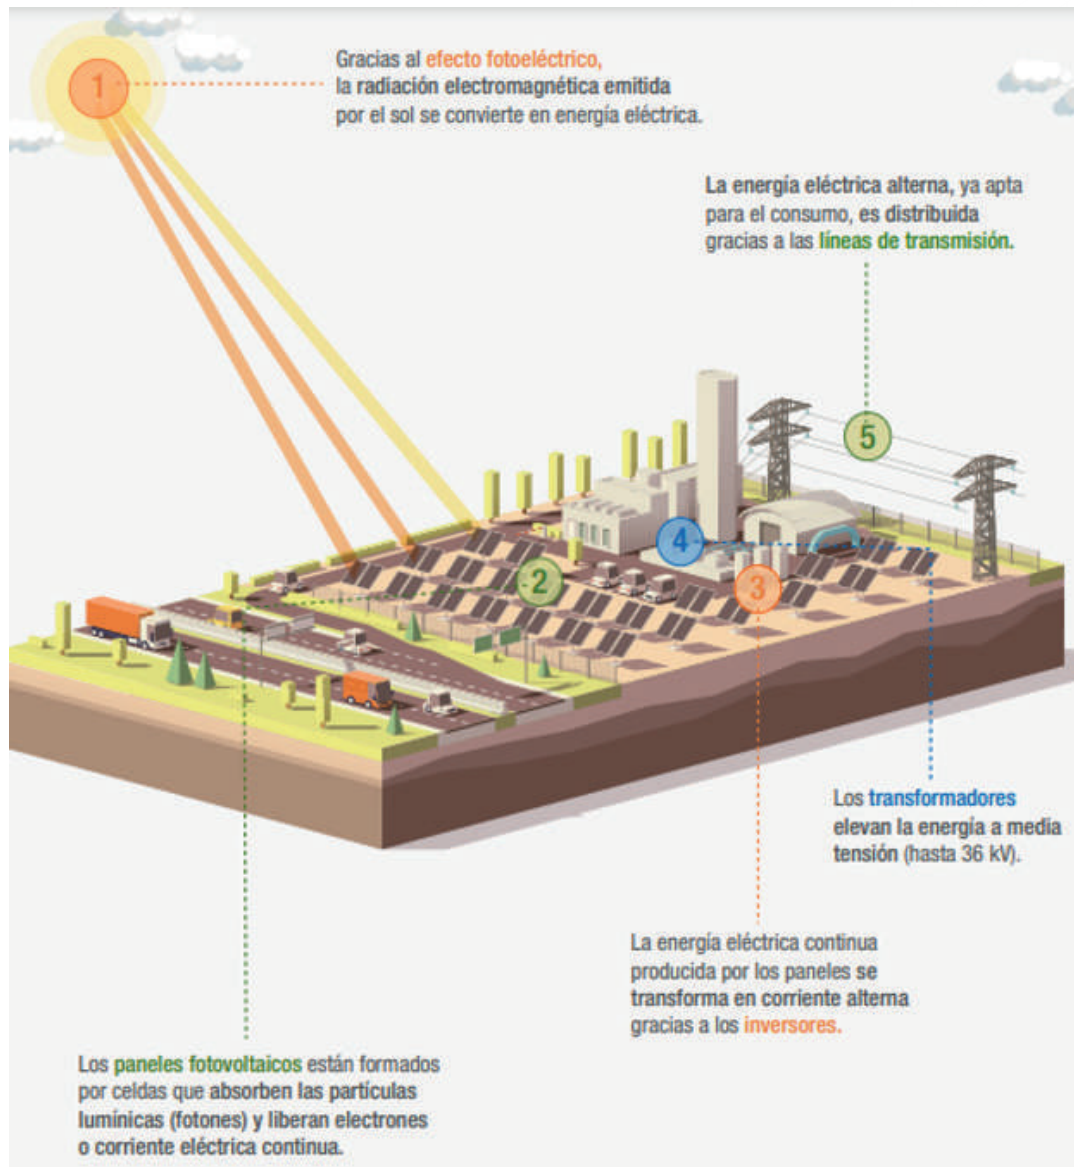 1
Gracias al efecto fotoeléctrico,
la radiación electromagnética emitida
por el sol se convierte en energía eléctrica.
La energía eléctrica alterna, ya apta
para el consumo, es distribuida
gracias a las líneas de transmisión.
5
4
2
3
Los transformadores
elevan la energía a media
tensión (hasta 36 kV).
La energía eléctrica continua
producida por los paneles se
transforma en corriente alterna
gracias a los inversores.
Los paneles fotovoltaicos están formados
por celdas que absorben las partículas
lumínicas (fotones) y liberan electrones
o corriente eléctrica continua.